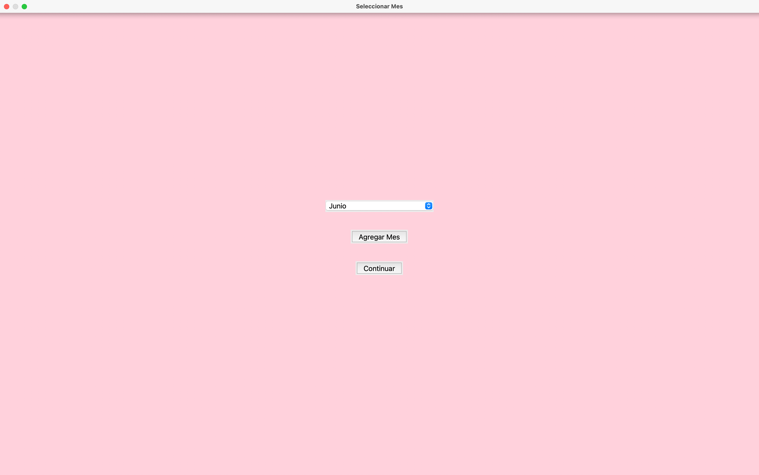 Seleccionar Mes
Junio
Agregar Mes
Continuar